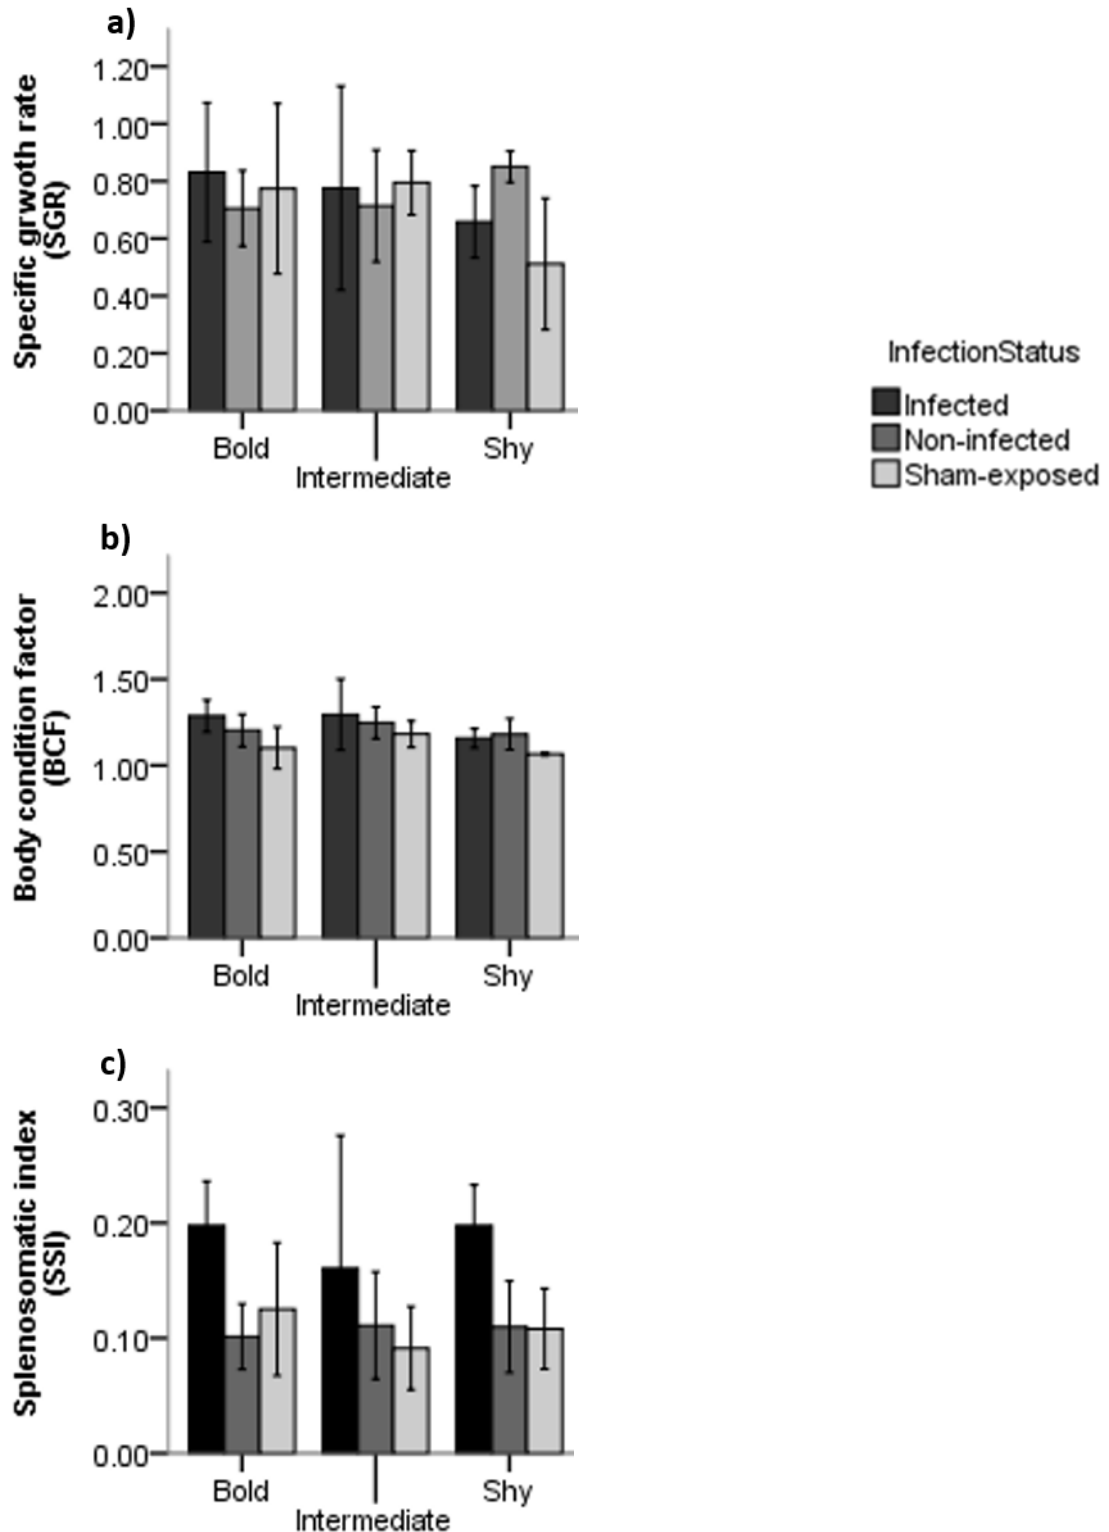 a)
Specific grwoth rate
(SGR)
1.20
1.00
0.80
0.60
0.40
0.20
0.00
Bold
Intermediate
Shy
InfectionStatus
Infected
Non-infected
Sham-exposed
b)
Body condition factor
(BCF)
2.00
1.50
1.00
0.50
0.00
Bold
Intermediate
Shy
c)
Splenosomatic index
(SSI)
0.30
0.20
0.10
0.00
Bold
Intermediate
Shy